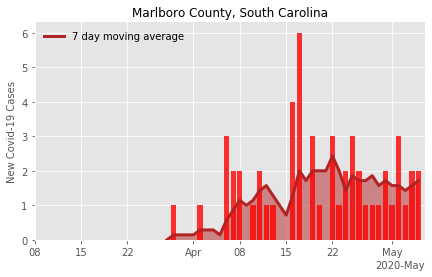 Marlboro County, South Carolina
7 day moving average
New Covid-19 Cases
6
5
4
3
2
1
0
08 15 22 Apr 08 15 22 May
2020-May